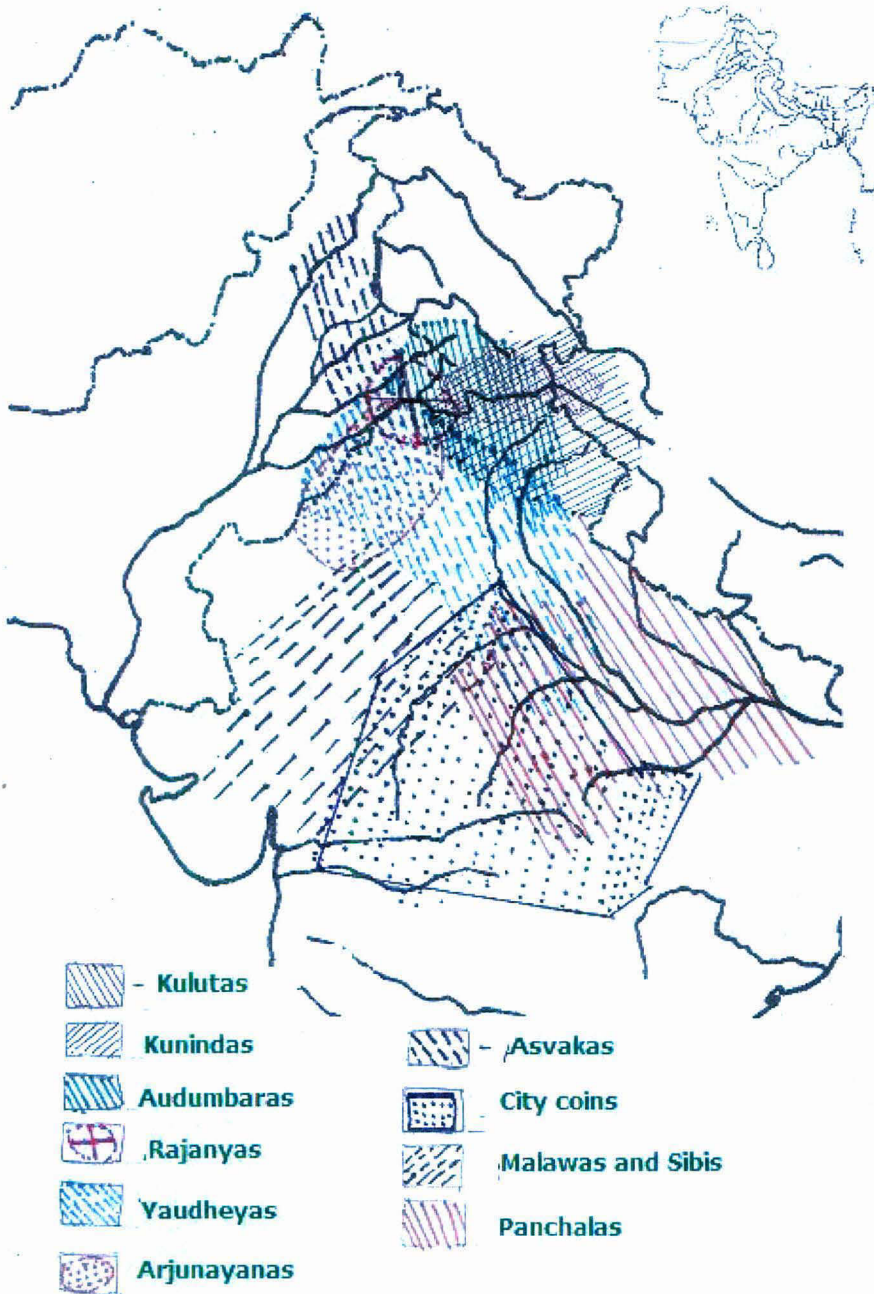 - Kulutas
Kunindas
Audumbaras
Rajanyas
Yaudheyas
Arjunayanas
- Asvakas
City coins
Malawas and Sibis
Panchalas